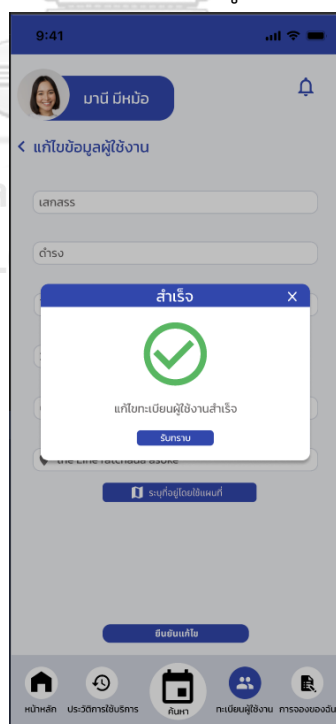 9:41
มานี มีหม้อ
< แก้ไขข้อมูลผู้ใช้งาน
เสกสรร
ดำรง
สำเร็จ X
แก้ไขทะเบียนผู้ใช้งานสำเร็จ
รับทราบ
the Line ratchada asoke
ระบุที่อยู่โดยใช้แผนที่
ยืนยันแก้ไข
หน้าหลัก ประวัติการใช้บริการ ค้นหา ทะเบียนผู้ใช้งาน การจองของฉัน